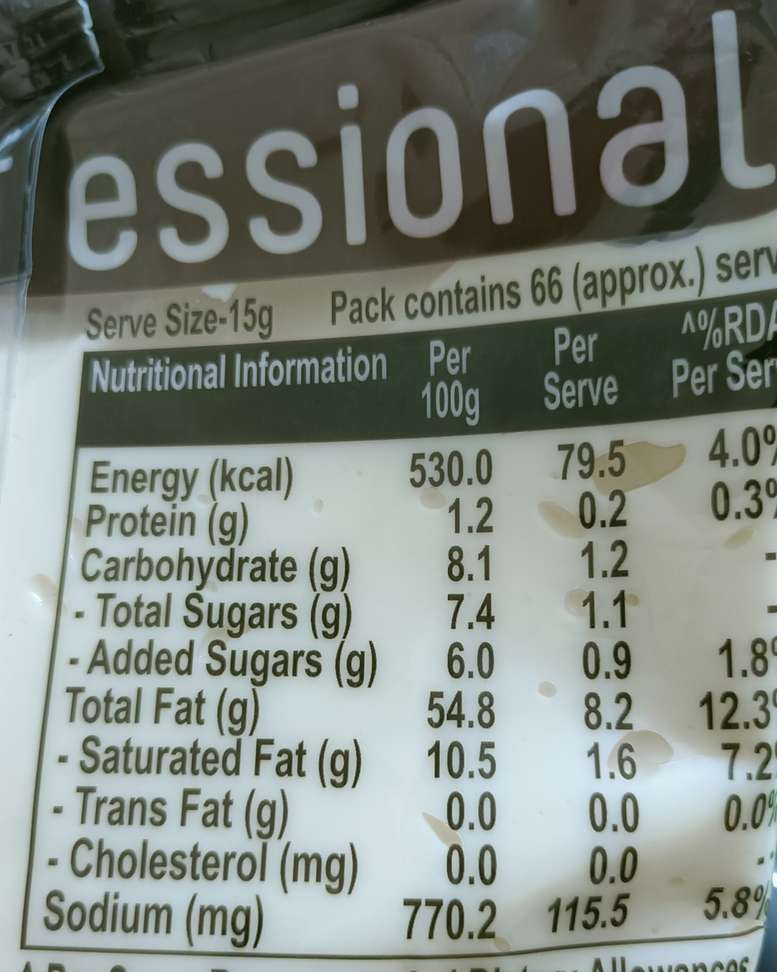 essional
Serve Size-15g Pack contains 66 (approx.) serv
Nutritional Information Per 100g Per Serve ^%RDA Per Ser
Energy (kcal) 530.0 79.5 4.0%
Protein (g) 1.2 0.2 0.3%
Carbohydrate (g) 8.1 1.2 -
- Total Sugars (g) 7.4 1.1 -
- Added Sugars (g) 6.0 0.9 1.8%
Total Fat (g) 54.8 8.2 12.3%
- Saturated Fat (g) 10.5 1.6 7.2%
- Trans Fat (g) 0.0 0.0 0.0%
- Cholesterol (mg) 0.0 0.0 -
Sodium (mg) 770.2 115.5 5.8%